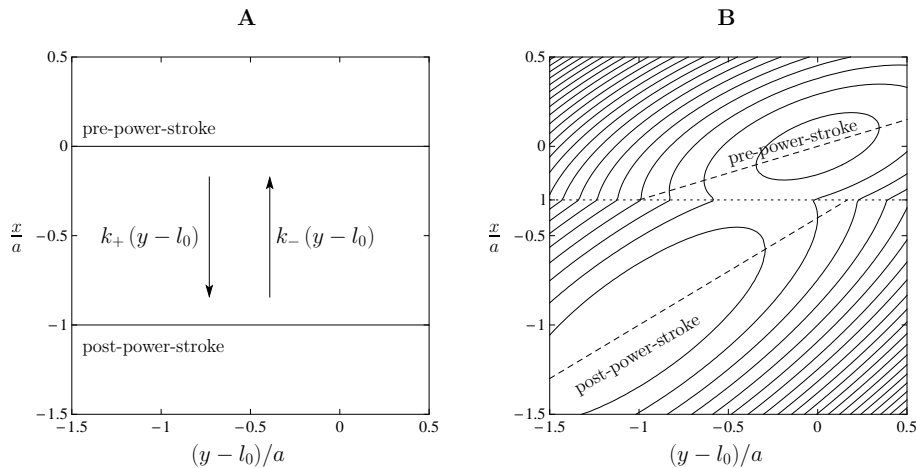 A
0.5
pre-power-stroke
0
k₊ (y − l₀)
k₋ (y − l₀)
x/a
−0.5
−1
post-power-stroke
−1.5
−1.5
−1
−0.5
0
0.5
(y − l₀)/a
B
0.5
pre-power-stroke
0
1
x/a
−0.5
−1
post-power-stroke
−1.5
−1.5
−1
−0.5
0
0.5
(y − l₀)/a